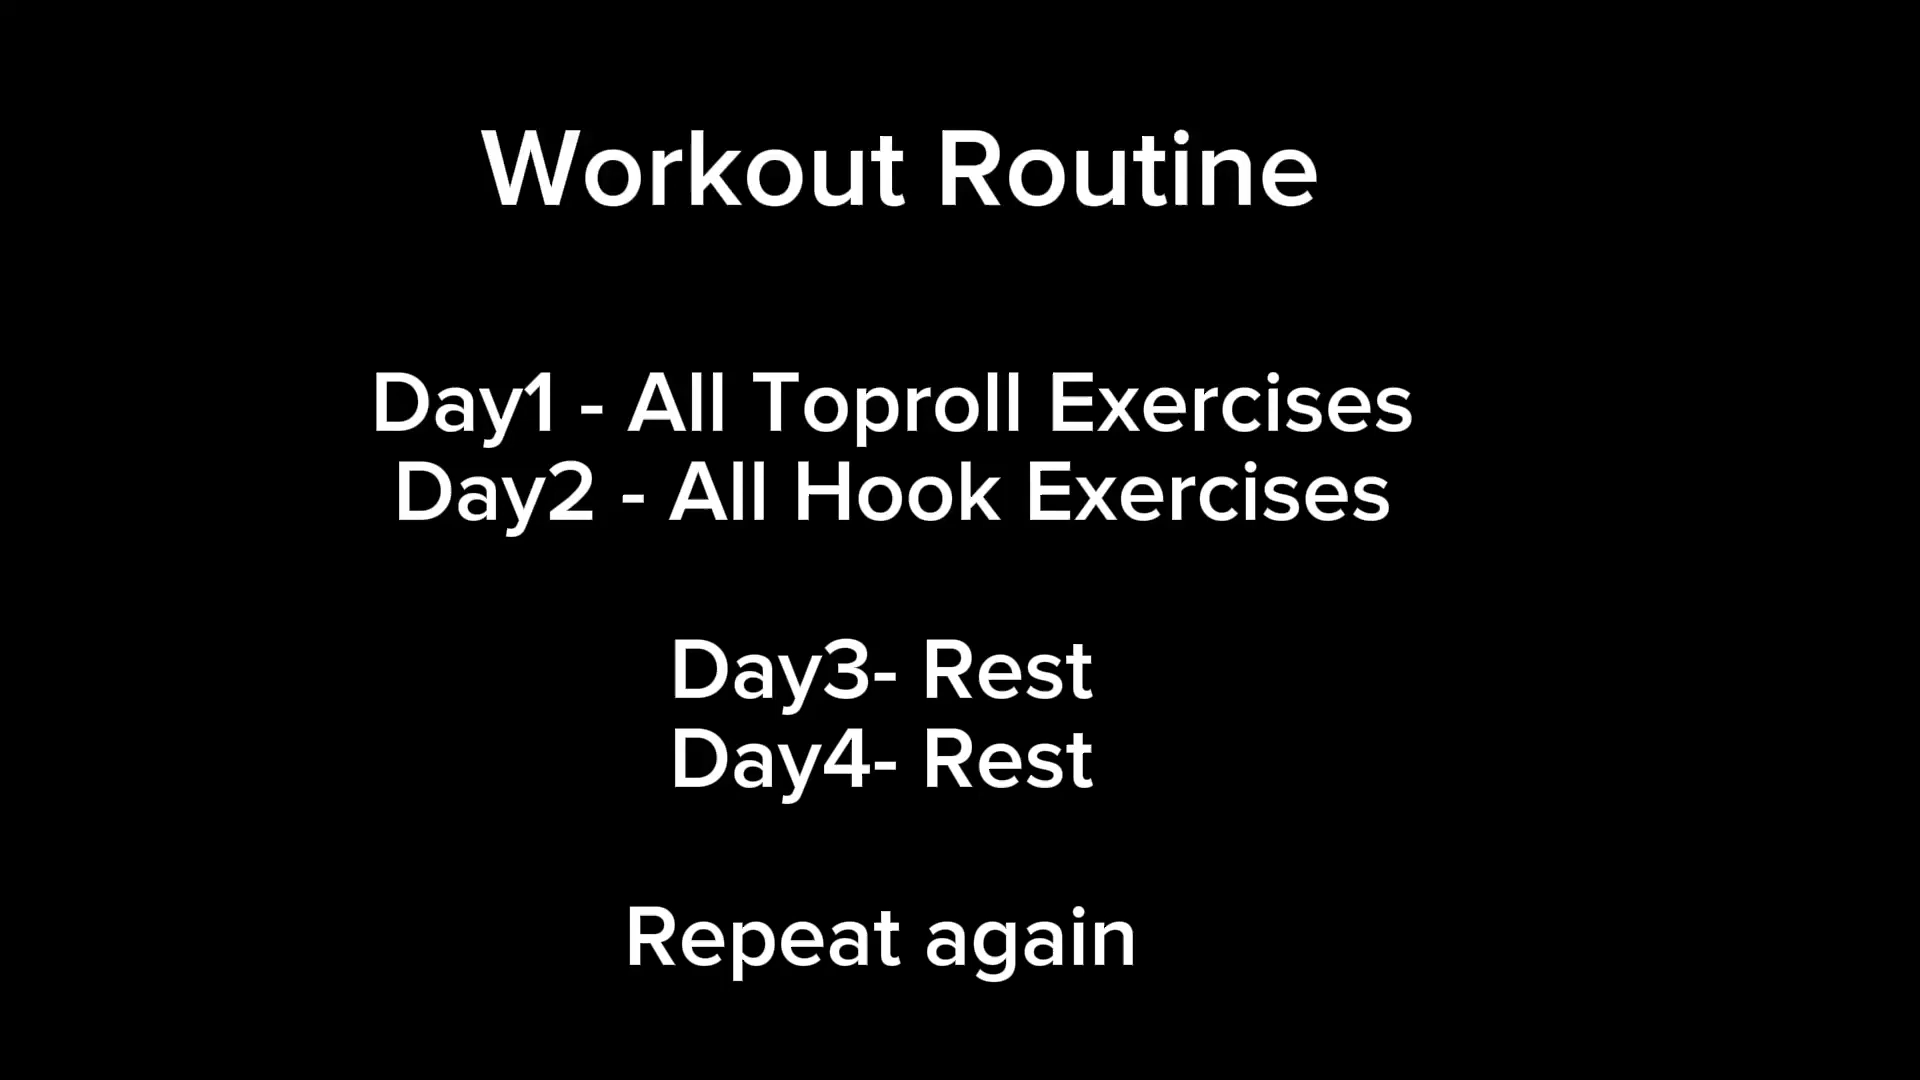 Workout Routine
Day1 - All Toproll Exercises
Day2 - All Hook Exercises
Day3- Rest
Day4- Rest
Repeat again